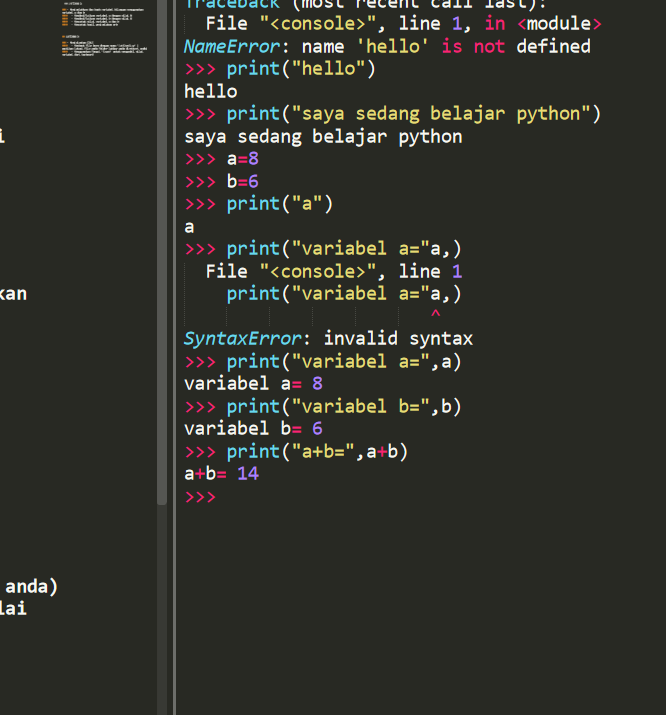 Traceback (most recent call last):
File "<console>", line 1, in <module>
NameError: name 'hello' is not defined
>>> print("hello")
hello
>>> print("saya sedang belajar python")
saya sedang belajar python
>>> a=8
>>> b=6
>>> print("a")
a
>>> print("variabel a="a,)
File "<console>", line 1
print("variabel a="a,)
^
SyntaxError: invalid syntax
>>> print("variabel a=",a)
variabel a= 8
>>> print("variabel b=",b)
variabel b= 6
>>> print("a+b=",a+b)
a+b= 14
>>>
kan
anda)
lai